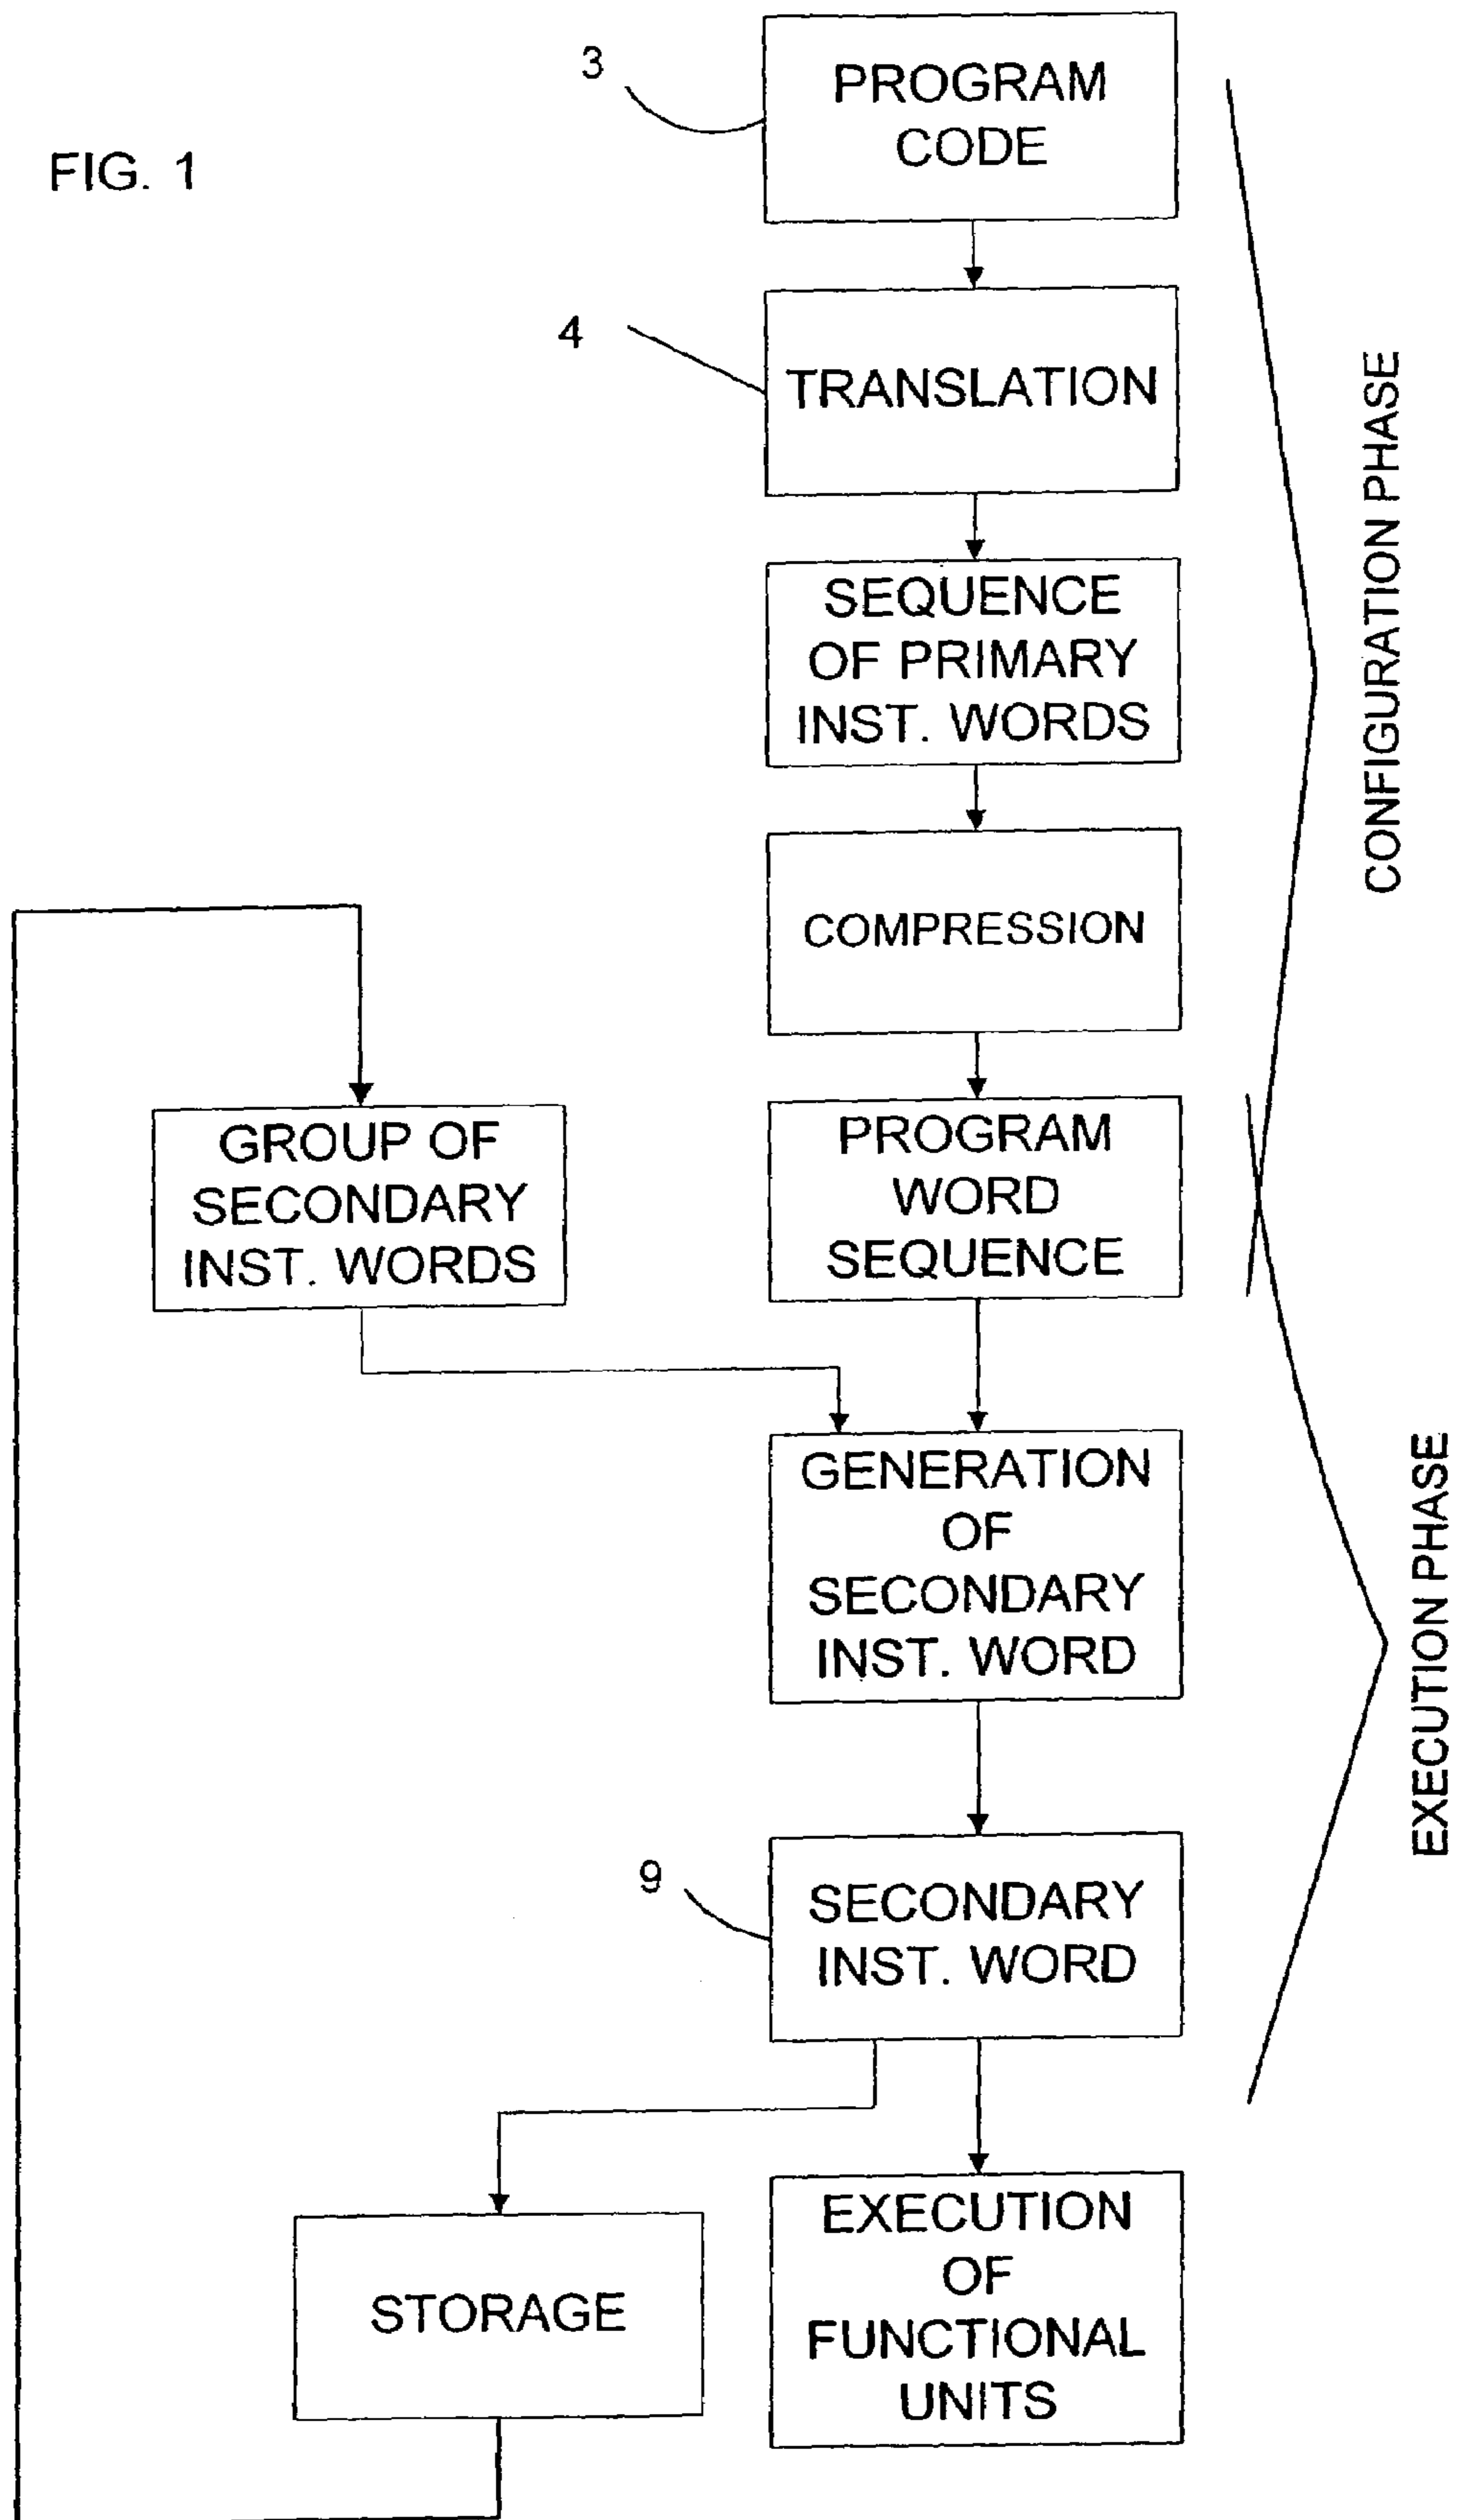 FIG. 1
3
PROGRAM
CODE
4
TRANSLATION
SEQUENCE
OF PRIMARY
INST. WORDS
COMPRESSION
CONFIGURATION PHASE
GROUP OF
SECONDARY
INST. WORDS
PROGRAM
WORD
SEQUENCE
GENERATION
OF
SECONDARY
INST. WORD
EXECUTION PHASE
9
SECONDARY
INST. WORD
STORAGE
EXECUTION
OF
FUNCTIONAL
UNITS